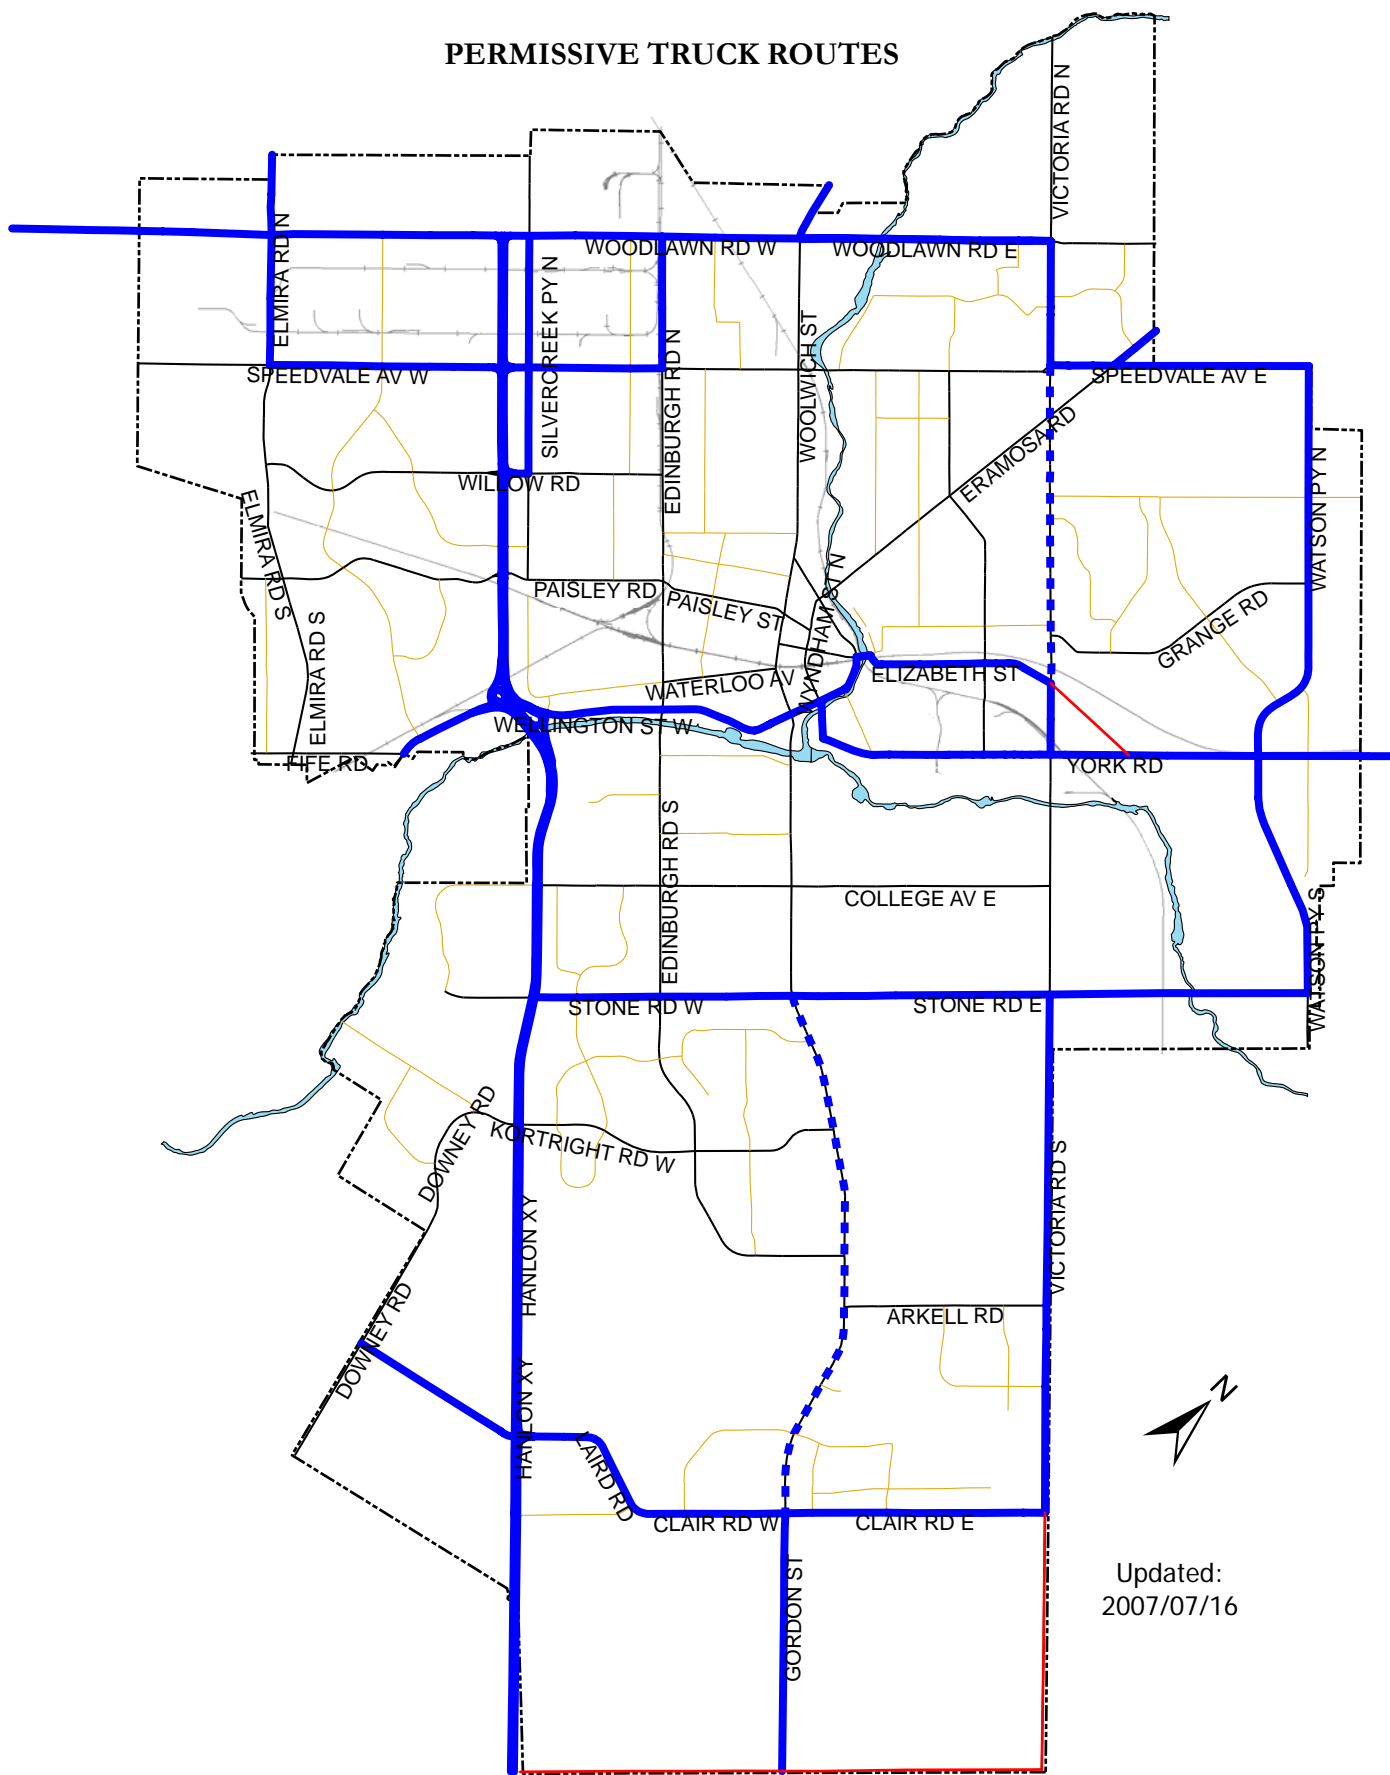 PERMISSIVE TRUCK ROUTES
VICTORIA RD N
ELMIRA RD N
WOODLAWN RD W
WOODLAWN RD E
SILVERCREEK PY N
EDINBURGH RD N
WOOLWICH ST
SPEEDVALE AV W
SPEEDVALE AV E
ERAMOSA RD
WILLOW RD
WATSON PY N
ELMIRA RD S
ELMIRA RD S
PAISLEY RD
PAISLEY ST
WYNDHAM ST N
GRANGE RD
WATERLOO AV
ELIZABETH ST
WELLINGTON ST W
FIFE RD
YORK RD
EDINBURGH RD S
COLLEGE AV E
WATSON PY S
STONE RD W
STONE RD E
DOWNEY RD
KORTRIGHT RD W
HANLON XY
VICTORIA RD S
DOWNEY RD
ARKELL RD
HANLON XY
N
LAIRD RD
CLAIR RD W
CLAIR RD E
GORDON ST
Updated:
2007/07/16